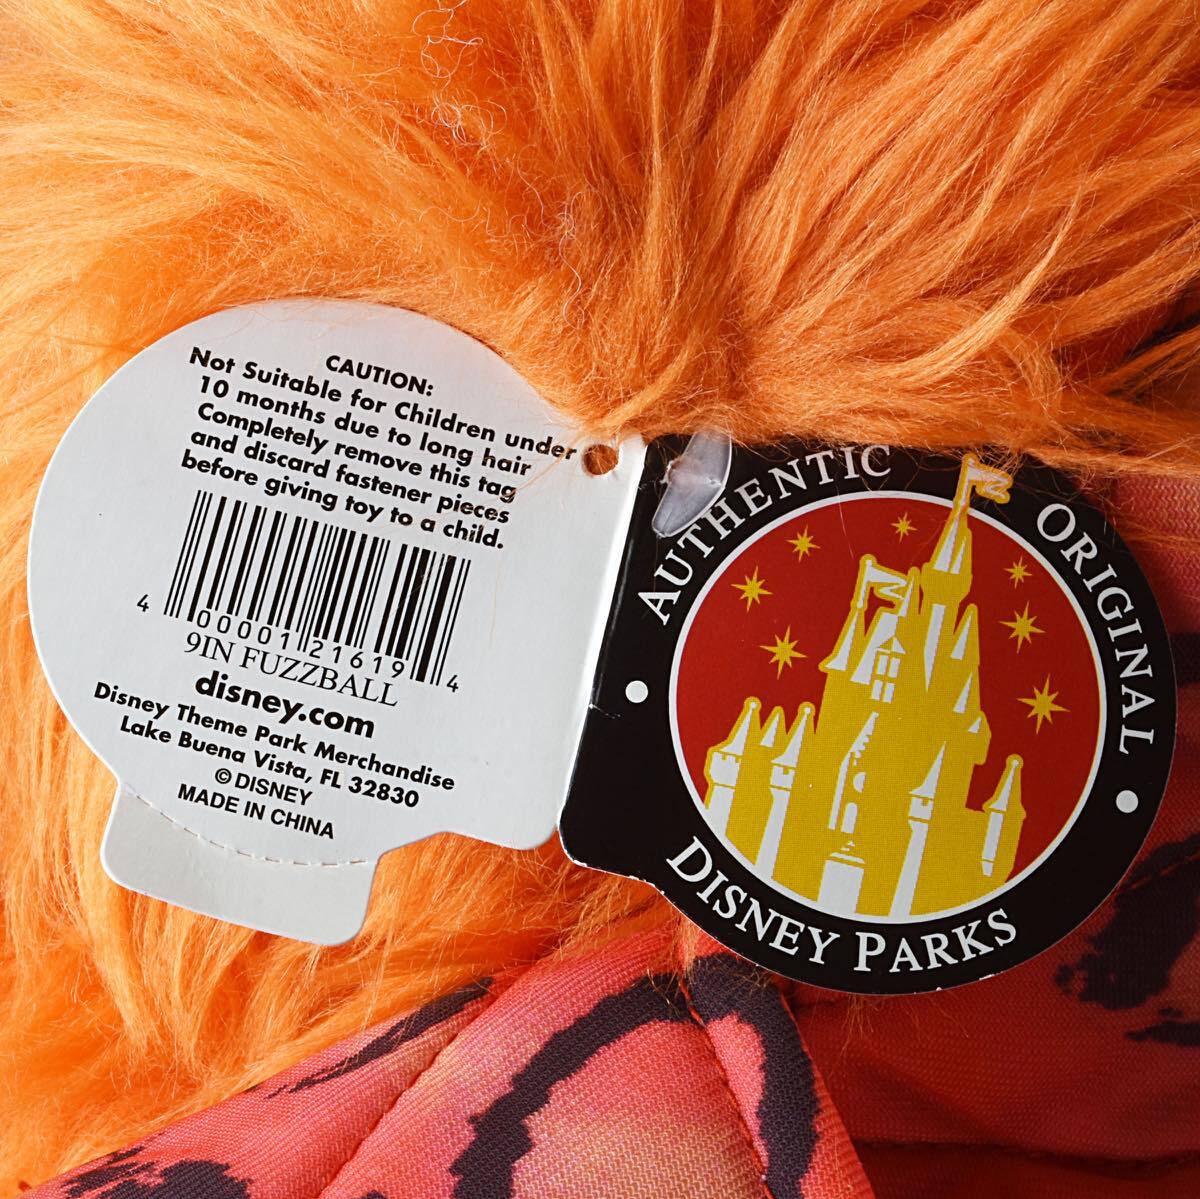 CAUTION:
Not Suitable for Children under
10 months due to long hair
Completely remove this tag
and discard fastener pieces
before giving toy to a child.
4 00001 21619 4
9IN FUZZBALL
disney.com
Disney Theme Park Merchandise
Lake Buena Vista, FL 32830
© DISNEY
MADE IN CHINA
AUTHENTIC ORIGINAL
DISNEY PARKS